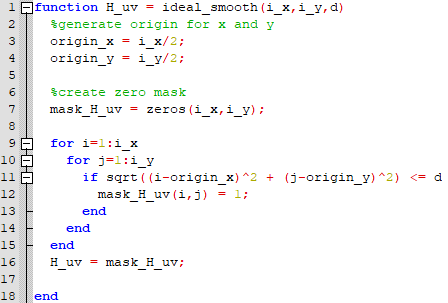 1 function H_uv = ideal_smooth(i_x,i_y,d)
2 %generate origin for x and y
3 origin_x = i_x/2;
4 origin_y = i_y/2;
5
6 %create zero mask
7 mask_H_uv = zeros(i_x,i_y);
8
9 for i=1:i_x
10 for j=1:i_y
11 if sqrt((i-origin_x)^2 + (j-origin_y)^2) <= d
12 mask_H_uv(i,j) = 1;
13 end
14 end
15 end
16 H_uv = mask_H_uv;
17
18 end